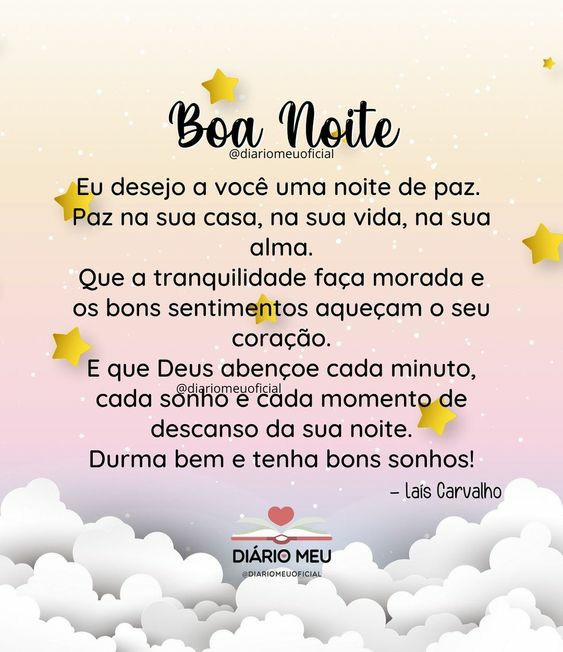 Boa Noite
@diariomeuoficial
Eu desejo a você uma noite de paz.
Paz na sua casa, na sua vida, na sua
alma.
Que a tranquilidade faça morada e
os bons sentimentos aqueçam o seu
coração.
E que Deus abençoe cada minuto,
@diariomeuoficial
cada sonho e cada momento de
descanso da sua noite.
Durma bem e tenha bons sonhos!
- Laís Carvalho
DIÁRIO MEU
@DIARIOMEUOFICIAL